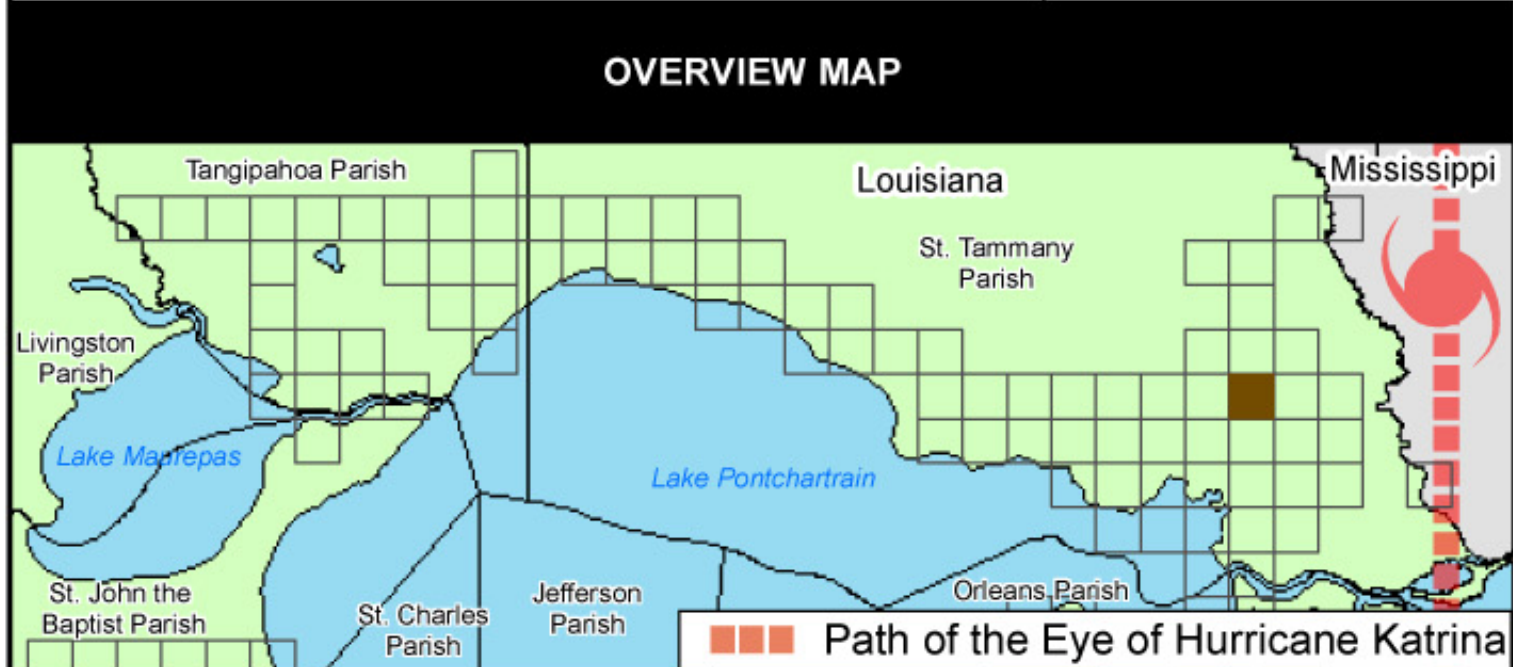 OVERVIEW MAP
Tangipahoa Parish
Louisiana
Mississippi
St. Tammany
Parish
Livingston
Parish
Lake Maurepas
Lake Pontchartrain
St. John the
Baptist Parish
St. Charles
Parish
Jefferson
Parish
Orleans Parish
Path of the Eye of Hurricane Katrina